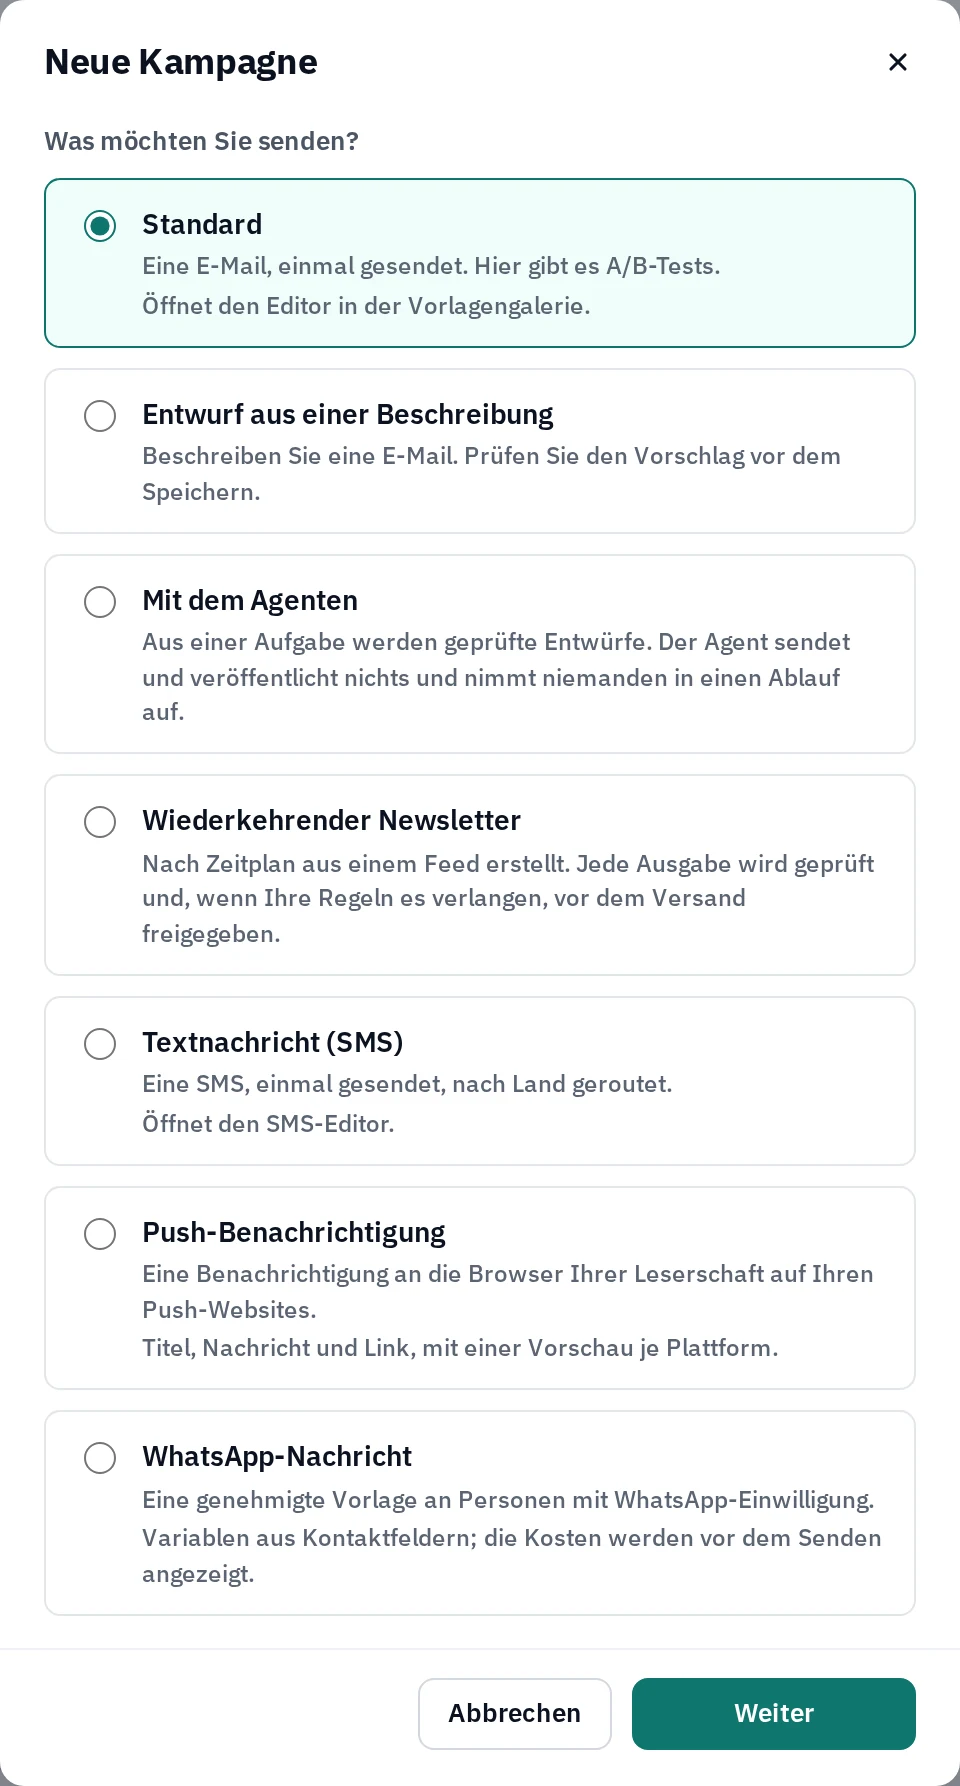 Neue Kampagne
Was möchten Sie senden?
Standard
Eine E-Mail, einmal gesendet. Hier gibt es A/B-Tests.
Öffnet den Editor in der Vorlagengalerie.
Entwurf aus einer Beschreibung
Beschreiben Sie eine E-Mail. Prüfen Sie den Vorschlag vor dem
Speichern.
Mit dem Agenten
Aus einer Aufgabe werden geprüfte Entwürfe. Der Agent sendet
und veröffentlicht nichts und nimmt niemanden in einen Ablauf
auf.
Wiederkehrender Newsletter
Nach Zeitplan aus einem Feed erstellt. Jede Ausgabe wird geprüft
und, wenn Ihre Regeln es verlangen, vor dem Versand
freigegeben.
Textnachricht (SMS)
Eine SMS, einmal gesendet, nach Land geroutet.
Öffnet den SMS-Editor.
Push-Benachrichtigung
Eine Benachrichtigung an die Browser Ihrer Leserschaft auf Ihren
Push-Websites.
Titel, Nachricht und Link, mit einer Vorschau je Plattform.
WhatsApp-Nachricht
Eine genehmigte Vorlage an Personen mit WhatsApp-Einwilligung.
Variablen aus Kontaktfeldern; die Kosten werden vor dem Senden
angezeigt.
Abbrechen
Weiter